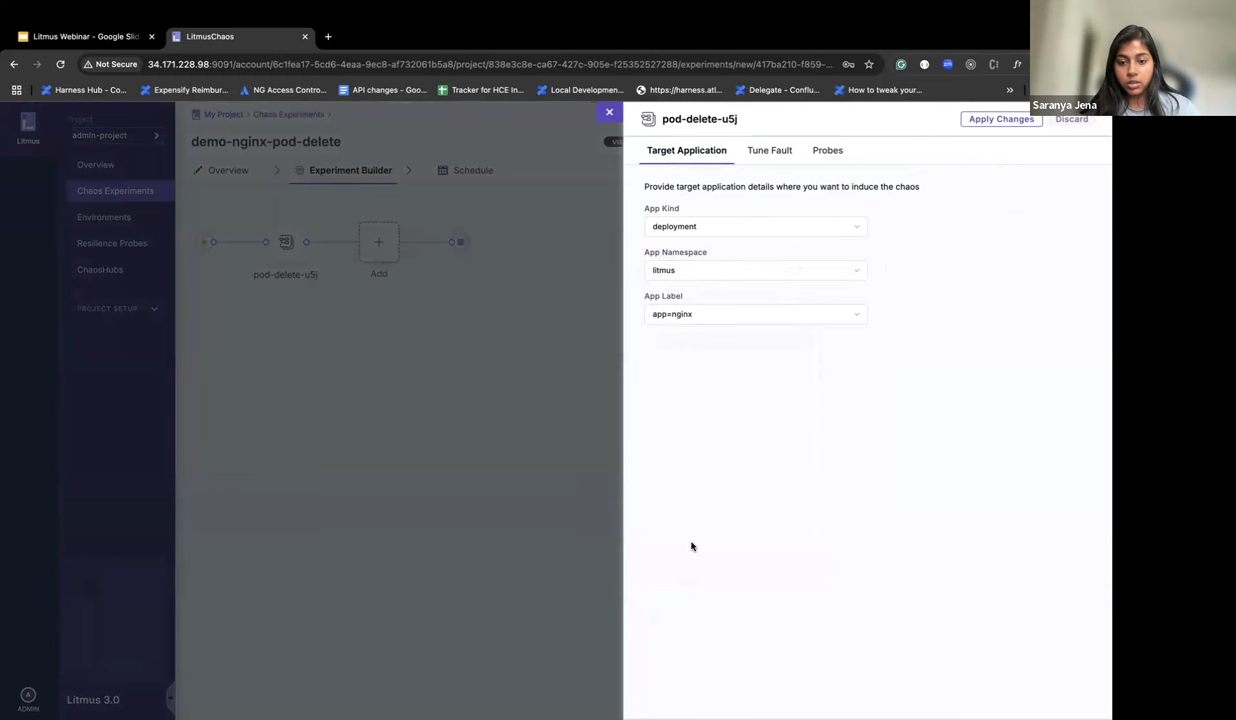 Litmus Webinar - Google Slid
LitmusChaos
Not Secure
34.171.228.98:9091/account/6c1fea17-5cd6-4eaa-9ec8-af732061b5a8/project/838e3c8e-ca67-427c-905e-f25352527288/experiments/new/417ba210-f859-...
Harness Hub - Co...
Expensify Reimbur...
NG Access Contro...
API changes - Goo...
Tracker for HCE In...
Local Developmen...
https://harness.atl...
Delegate - Conflu...
How to tweak your...
»
Saranya Jena
Litmus
Project
admin-project
Overview
Chaos Experiments
Environments
Resilience Probes
ChaosHubs
PROJECT SETUP
ADMIN
Litmus 3.0
My Project
Chaos Experiments
demo-nginx-pod-delete
Overview
Experiment Builder
Schedule
pod-delete-u5j
Add
pod-delete-u5j
Apply Changes
Discard
Target Application
Tune Fault
Probes
Provide target application details where you want to induce the chaos
App Kind
deployment
App Namespace
litmus
App Label
app=nginx